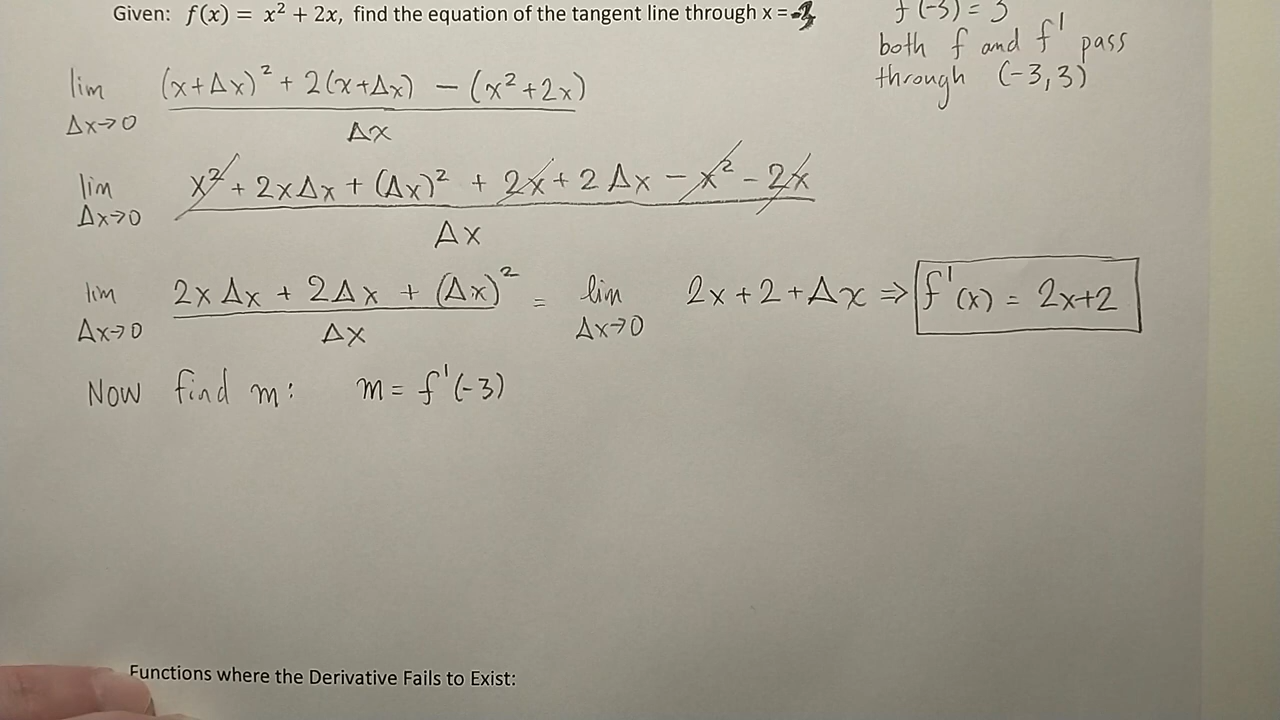 Given: f(x) = x² + 2x, find the equation of the tangent line through x = -3
f(-3) = 3
both f and f' pass
through (-3,3)
lim Δx→0 (x+Δx)² + 2(x+Δx) - (x²+2x) / Δx
lim Δx→0 x² + 2xΔx + (Δx)² + 2x + 2Δx - x² - 2x / Δx
lim Δx→0 2xΔx + 2Δx + (Δx)² / Δx = lim Δx→0 2x+2+Δx ⇒ f'(x) = 2x+2
Now find m: m = f'(-3)
Functions where the Derivative Fails to Exist: